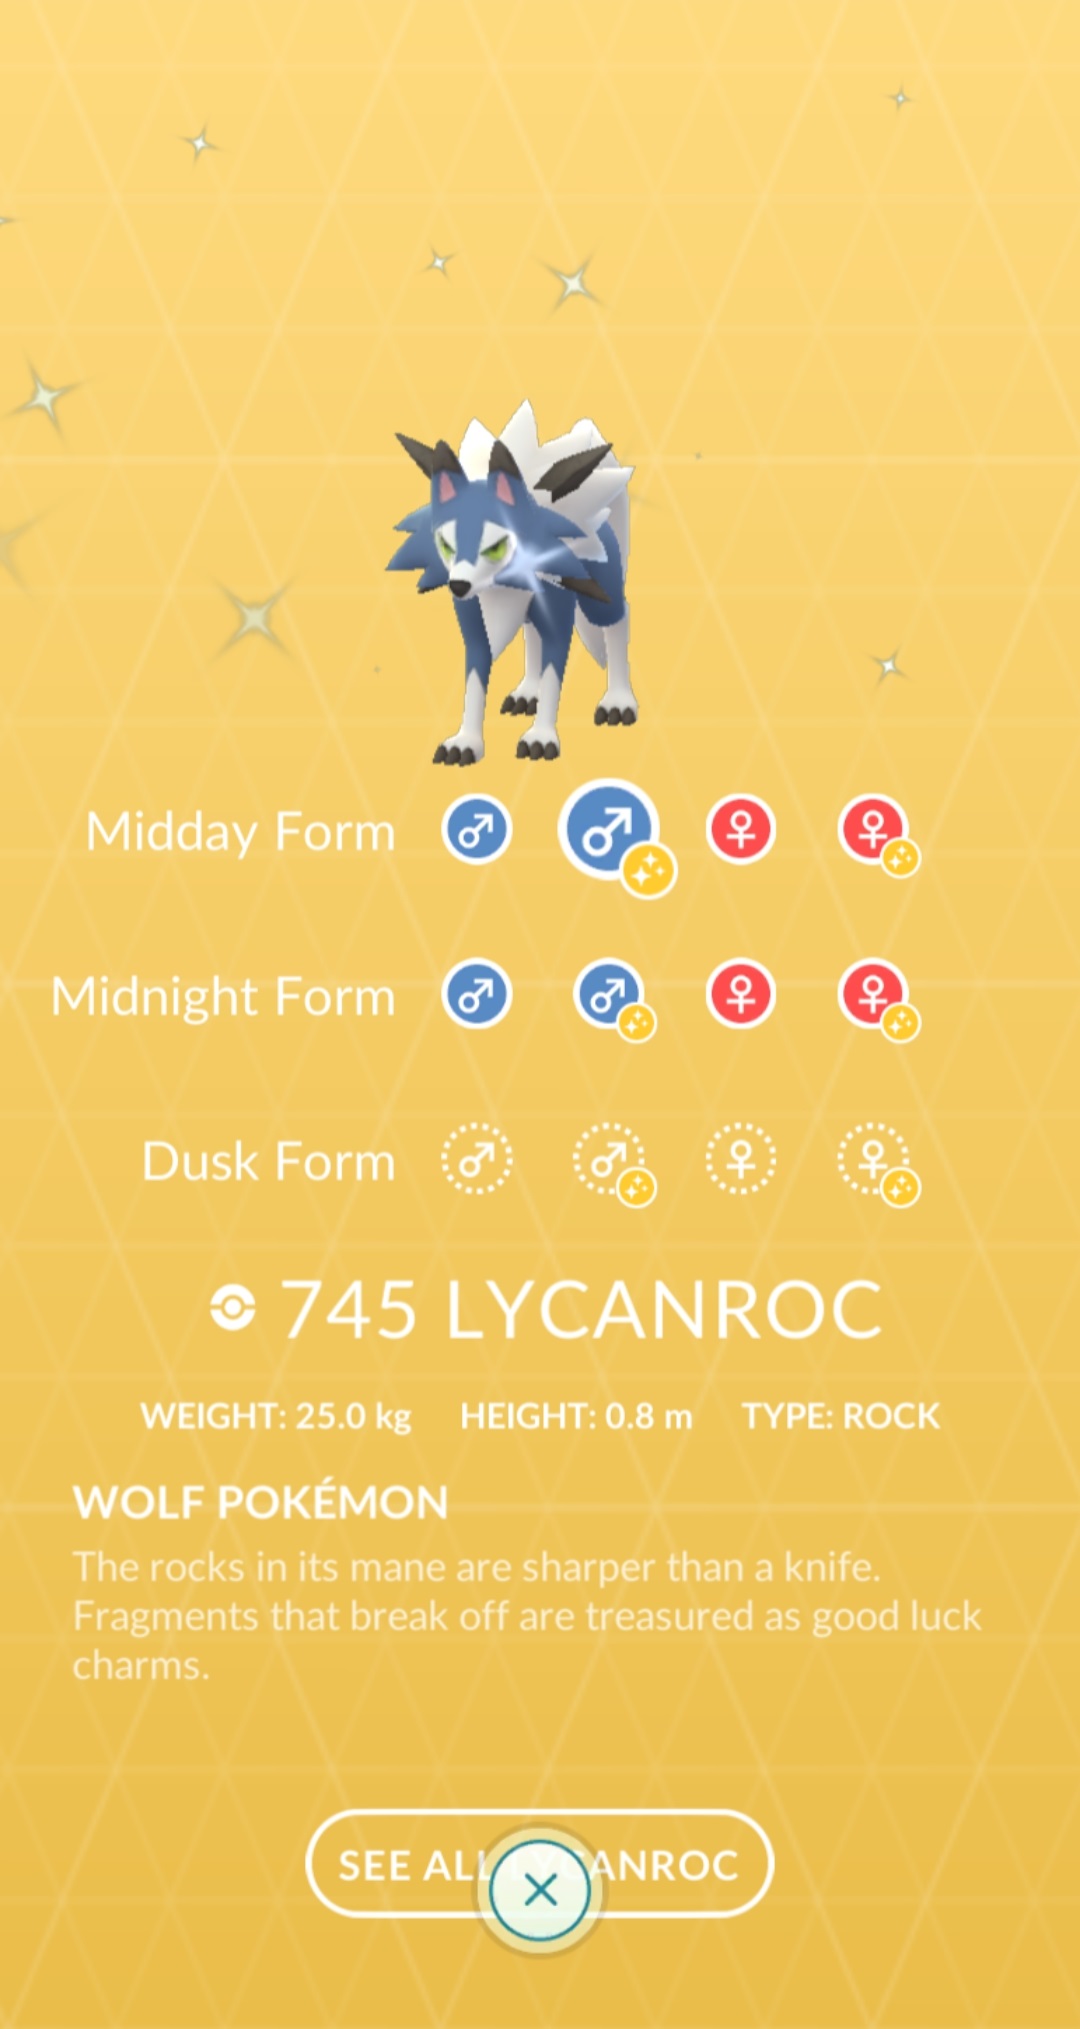 Midday Form
Midnight Form
Dusk Form
745 LYCANROC
WEIGHT: 25.0 kg HEIGHT: 0.8 m TYPE: ROCK
WOLF POKÉMON
The rocks in its mane are sharper than a knife.
Fragments that break off are treasured as good luck
charms.
SEE ALL LYCANROC